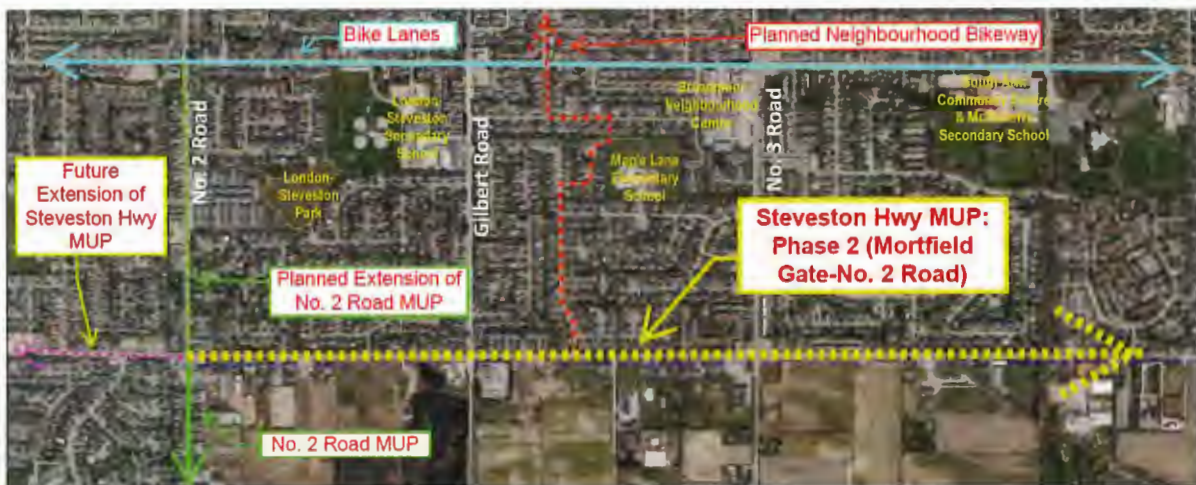 Bike Lanes
Planned Neighbourhood Bikeway
London-
Steveston
Secondary
School
Neighbourhood
Centre
South Arm
Community Centre
& McRoberts
Secondary School
No. 2 Road
Gilbert Road
No. 3 Road
Future
Extension of
Steveston Hwy
MUP
London-
Steveston
Park
Maple Lane
Elementary
School
Steveston Hwy MUP:
Phase 2 (Mortfield
Gate-No. 2 Road)
Planned Extension of
No. 2 Road MUP
No. 2 Road MUP